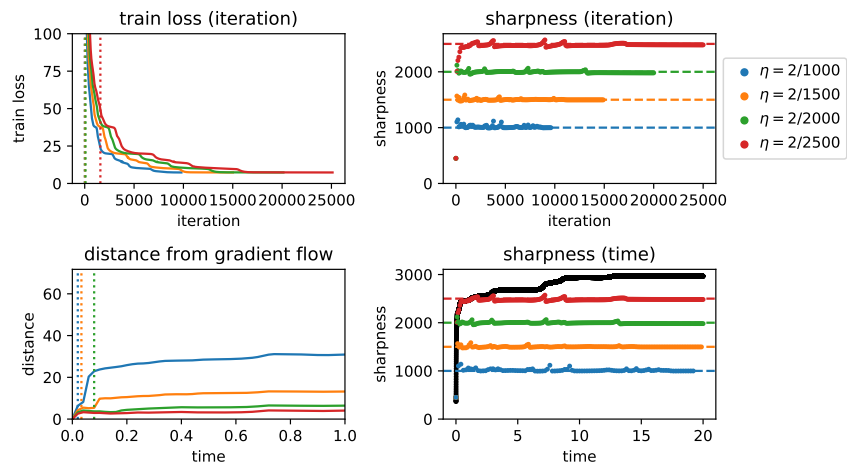 train loss (iteration)
train loss
100
75
50
25
0
0 5000 10000 15000 20000 25000
iteration
sharpness (iteration)
sharpness
2000
1000
0
0 5000 10000 15000 20000 25000
iteration
η = 2/1000
η = 2/1500
η = 2/2000
η = 2/2500
distance from gradient flow
distance
60
40
20
0
0.0 0.2 0.4 0.6 0.8 1.0
time
sharpness (time)
sharpness
3000
2000
1000
0
0 5 10 15 20
time